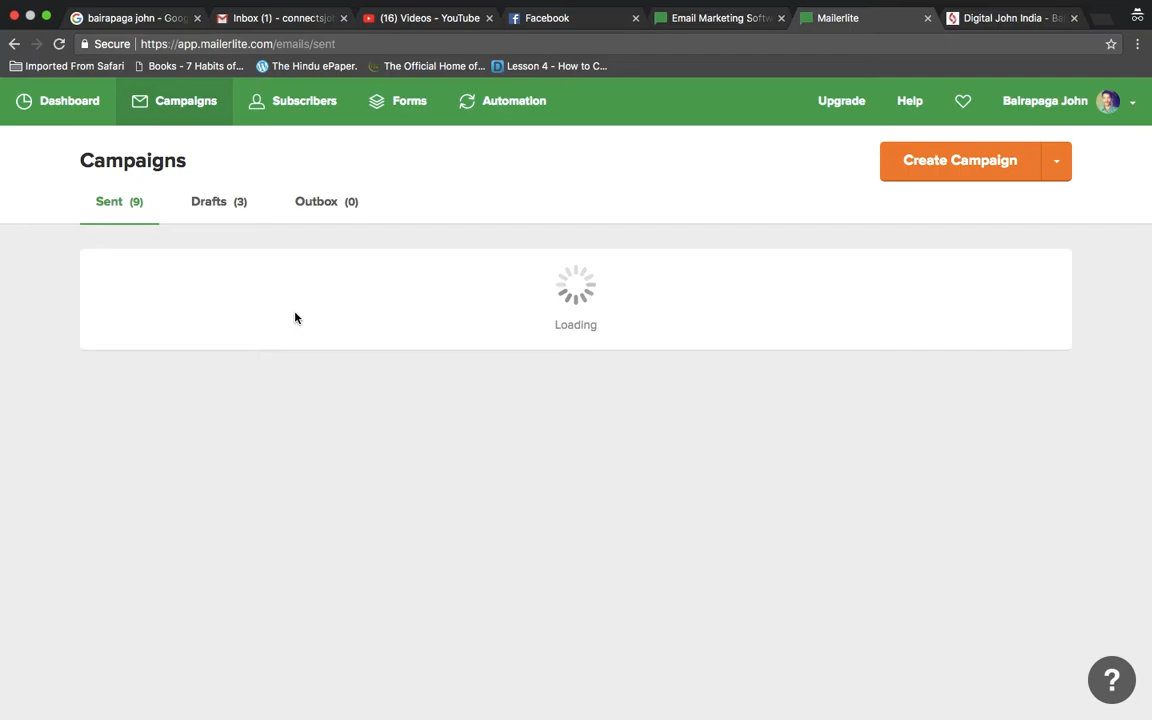 bairapaga john - Goog
Inbox (1) - connectsjoh
(16) Videos - YouTube
Facebook
Email Marketing Softw
Mailerlite
Digital John India - Ba
Secure
https://app.mailerlite.com/emails/sent
Imported From Safari
Books - 7 Habits of...
The Hindu ePaper.
The Official Home of...
Lesson 4 - How to C...
Dashboard
Campaigns
Subscribers
Forms
Automation
Upgrade
Help
Bairapaga John
Campaigns
Create Campaign
Sent (9)
Drafts (3)
Outbox (0)
Loading
?